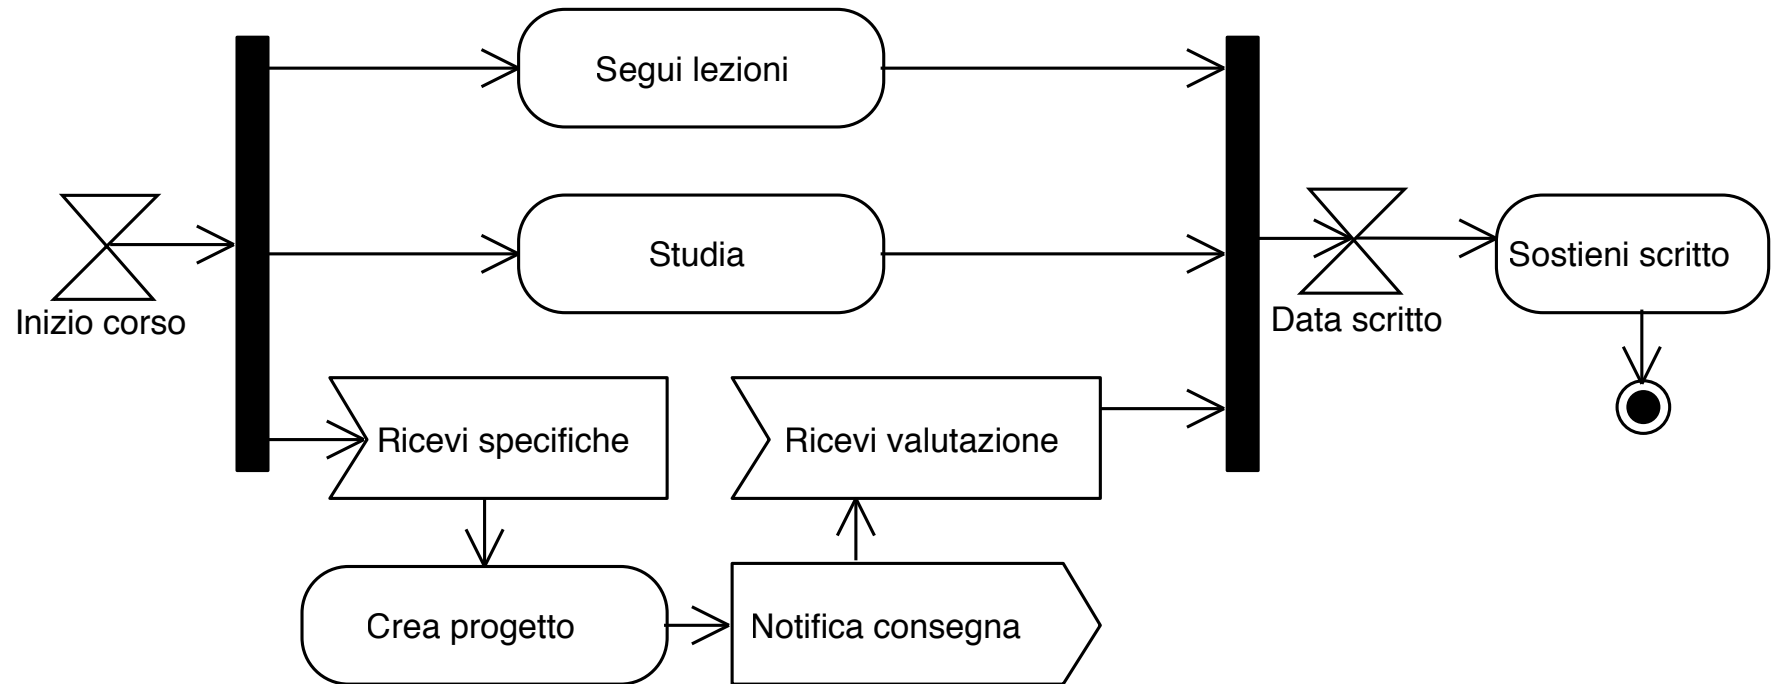 Segui lezioni
Studia
Sostieni scritto
Inizio corso
Data scritto
Ricevi specifiche
Ricevi valutazione
Crea progetto
Notifica consegna